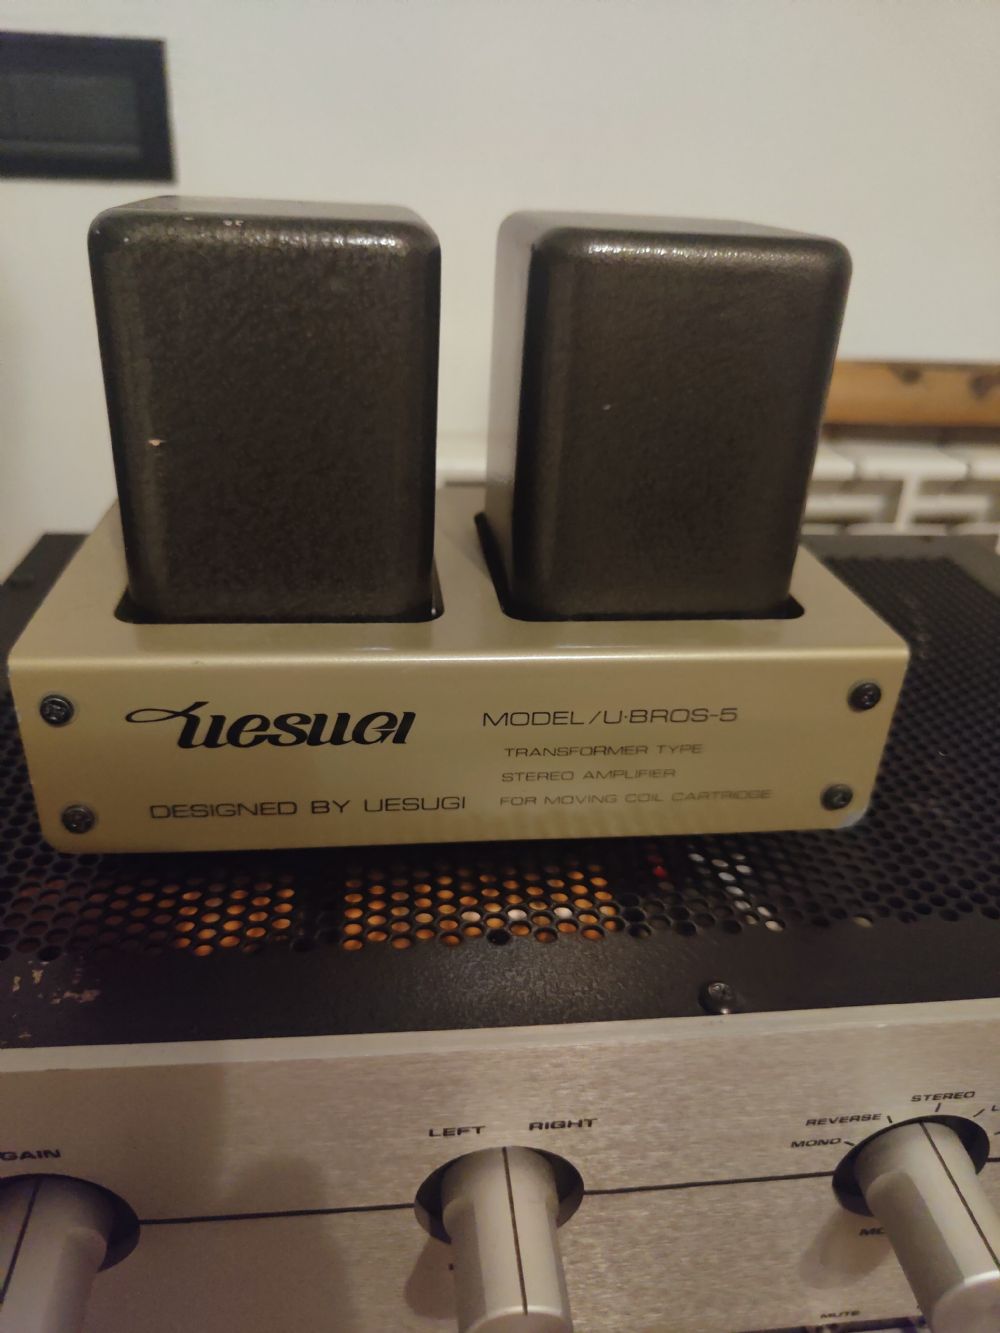 UESUGI
MODEL/U·BROS-5
TRANSFORMER TYPE
STEREO AMPLIFIER
DESIGNED BY UESUGI
FOR MOVING COIL CARTRIDGE
GAIN
LEFT
RIGHT
MONO
REVERSE
STEREO
MUTE